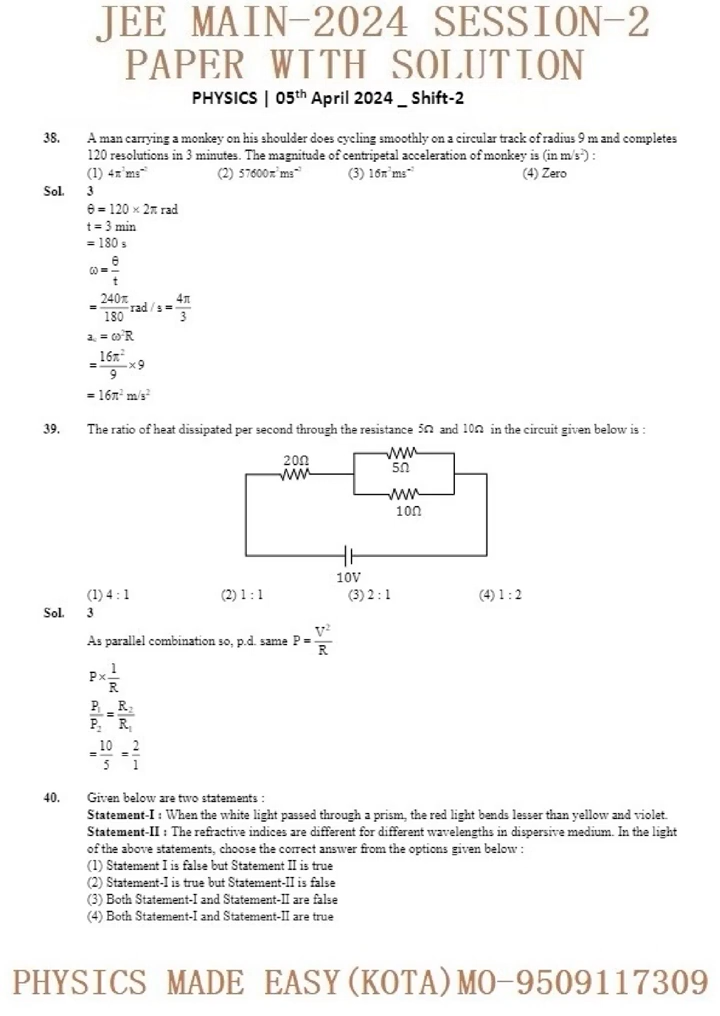 JEE MAIN-2024 SESSION-2
PAPER WITH SOLUTION
PHYSICS | 05th April 2024 _ Shift-2
38. A man carrying a monkey on his shoulder does cycling smoothly on a circular track of radius 9 m and completes
120 resolutions in 3 minutes. The magnitude of centripetal acceleration of monkey is (in m/s²) :
(1) 4π²ms⁻² (2) 57600π²ms⁻² (3) 16π²ms⁻² (4) Zero
Sol. 3
θ = 120 × 2π rad
t = 3 min
= 180 s
ω = θ/t
= 240π/180 rad / s = 4π/3
aₑ = ω²R
= 16π²/9 × 9
= 16π² m/s²
39. The ratio of heat dissipated per second through the resistance 5Ω and 10Ω in the circuit given below is :
20Ω
5Ω
10Ω
10V
(1) 4 : 1 (2) 1 : 1 (3) 2 : 1 (4) 1 : 2
Sol. 3
As parallel combination so, p.d. same P = V²/R
P × 1/R
P₁/P₂ = R₂/R₁
= 10/5 = 2/1
40. Given below are two statements :
Statement-I : When the white light passed through a prism, the red light bends lesser than yellow and violet.
Statement-II : The refractive indices are different for different wavelengths in dispersive medium. In the light
of the above statements, choose the correct answer from the options given below :
(1) Statement I is false but Statement II is true
(2) Statement-I is true but Statement-II is false
(3) Both Statement-I and Statement-II are false
(4) Both Statement-I and Statement-II are true
PHYSICS MADE EASY(KOTA)MO-9509117309